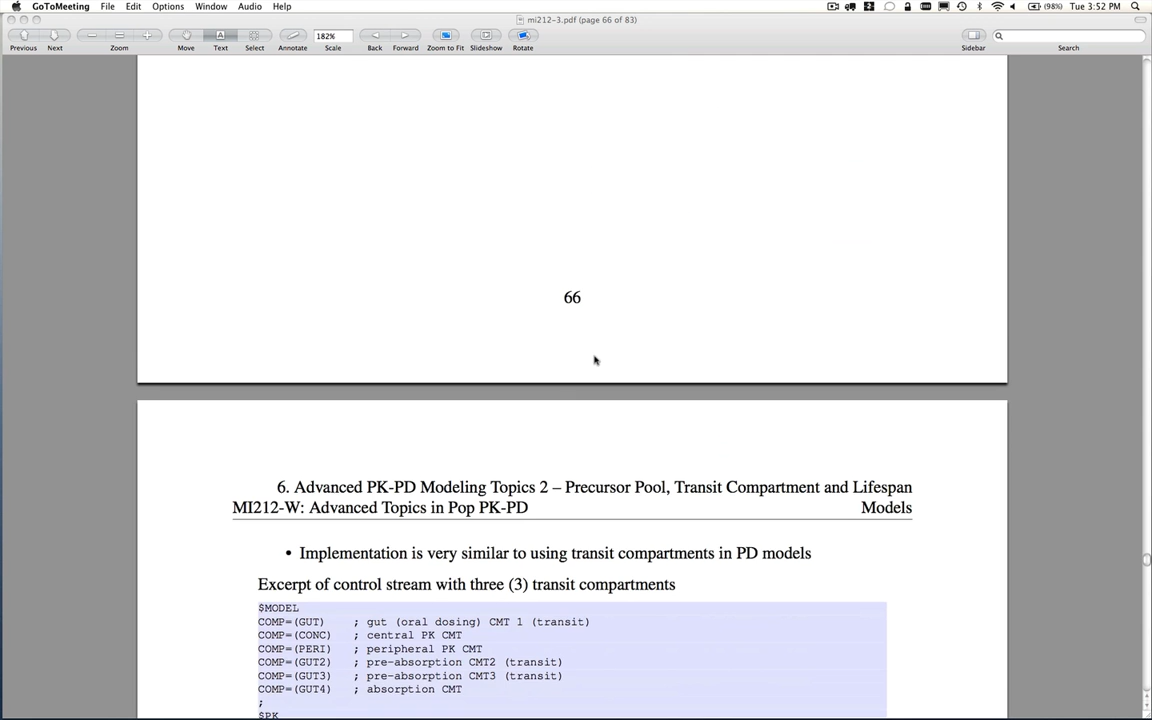 GoToMeeting File Edit Options Window Audio Help (98%) Tue 3:52 PM
mi212-3.pdf (page 66 of 83)
182%
Previous Next Zoom Move Text Select Annotate Scale Back Forward Zoom to Fit Slideshow Rotate Sidebar Search
66
6. Advanced PK-PD Modeling Topics 2 – Precursor Pool, Transit Compartment and Lifespan
MI212-W: Advanced Topics in Pop PK-PD Models
• Implementation is very similar to using transit compartments in PD models
Excerpt of control stream with three (3) transit compartments
$MODEL
COMP=(GUT) ; gut (oral dosing) CMT 1 (transit)
COMP=(CONC) ; central PK CMT
COMP=(PERI) ; peripheral PK CMT
COMP=(GUT2) ; pre-absorption CMT2 (transit)
COMP=(GUT3) ; pre-absorption CMT3 (transit)
COMP=(GUT4) ; absorption CMT
;
$PK